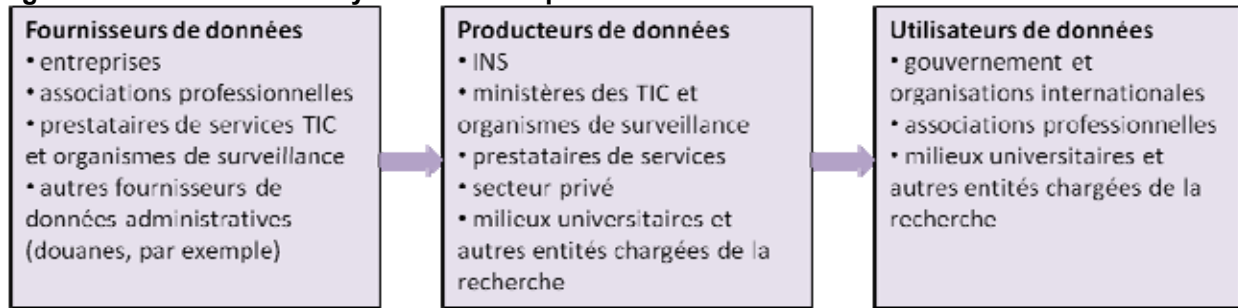 Fournisseurs de données
• entreprises
• associations professionnelles
• prestataires de services TIC
et organismes de surveillance
• autres fournisseurs de
données administratives
(douanes, par exemple)
Producteurs de données
• INS
• ministères des TIC et
organismes de surveillance
• prestataires de services
• secteur privé
• milieux universitaires et
autres entités chargées de la
recherche
Utilisateurs de données
• gouvernement et
organisations internationales
• associations professionnelles
• milieux universitaires et
autres entités chargées de la
recherche